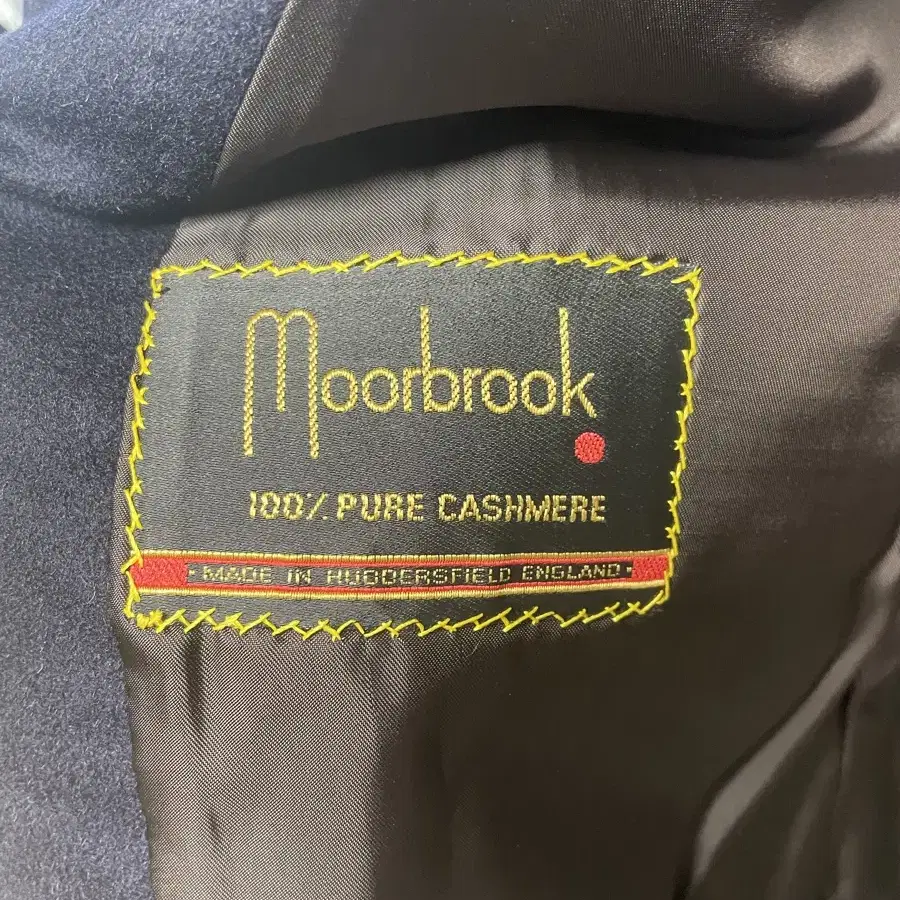 Moorbrook
100% PURE CASHMERE
MADE IN HUDDERSFIELD ENGLAND